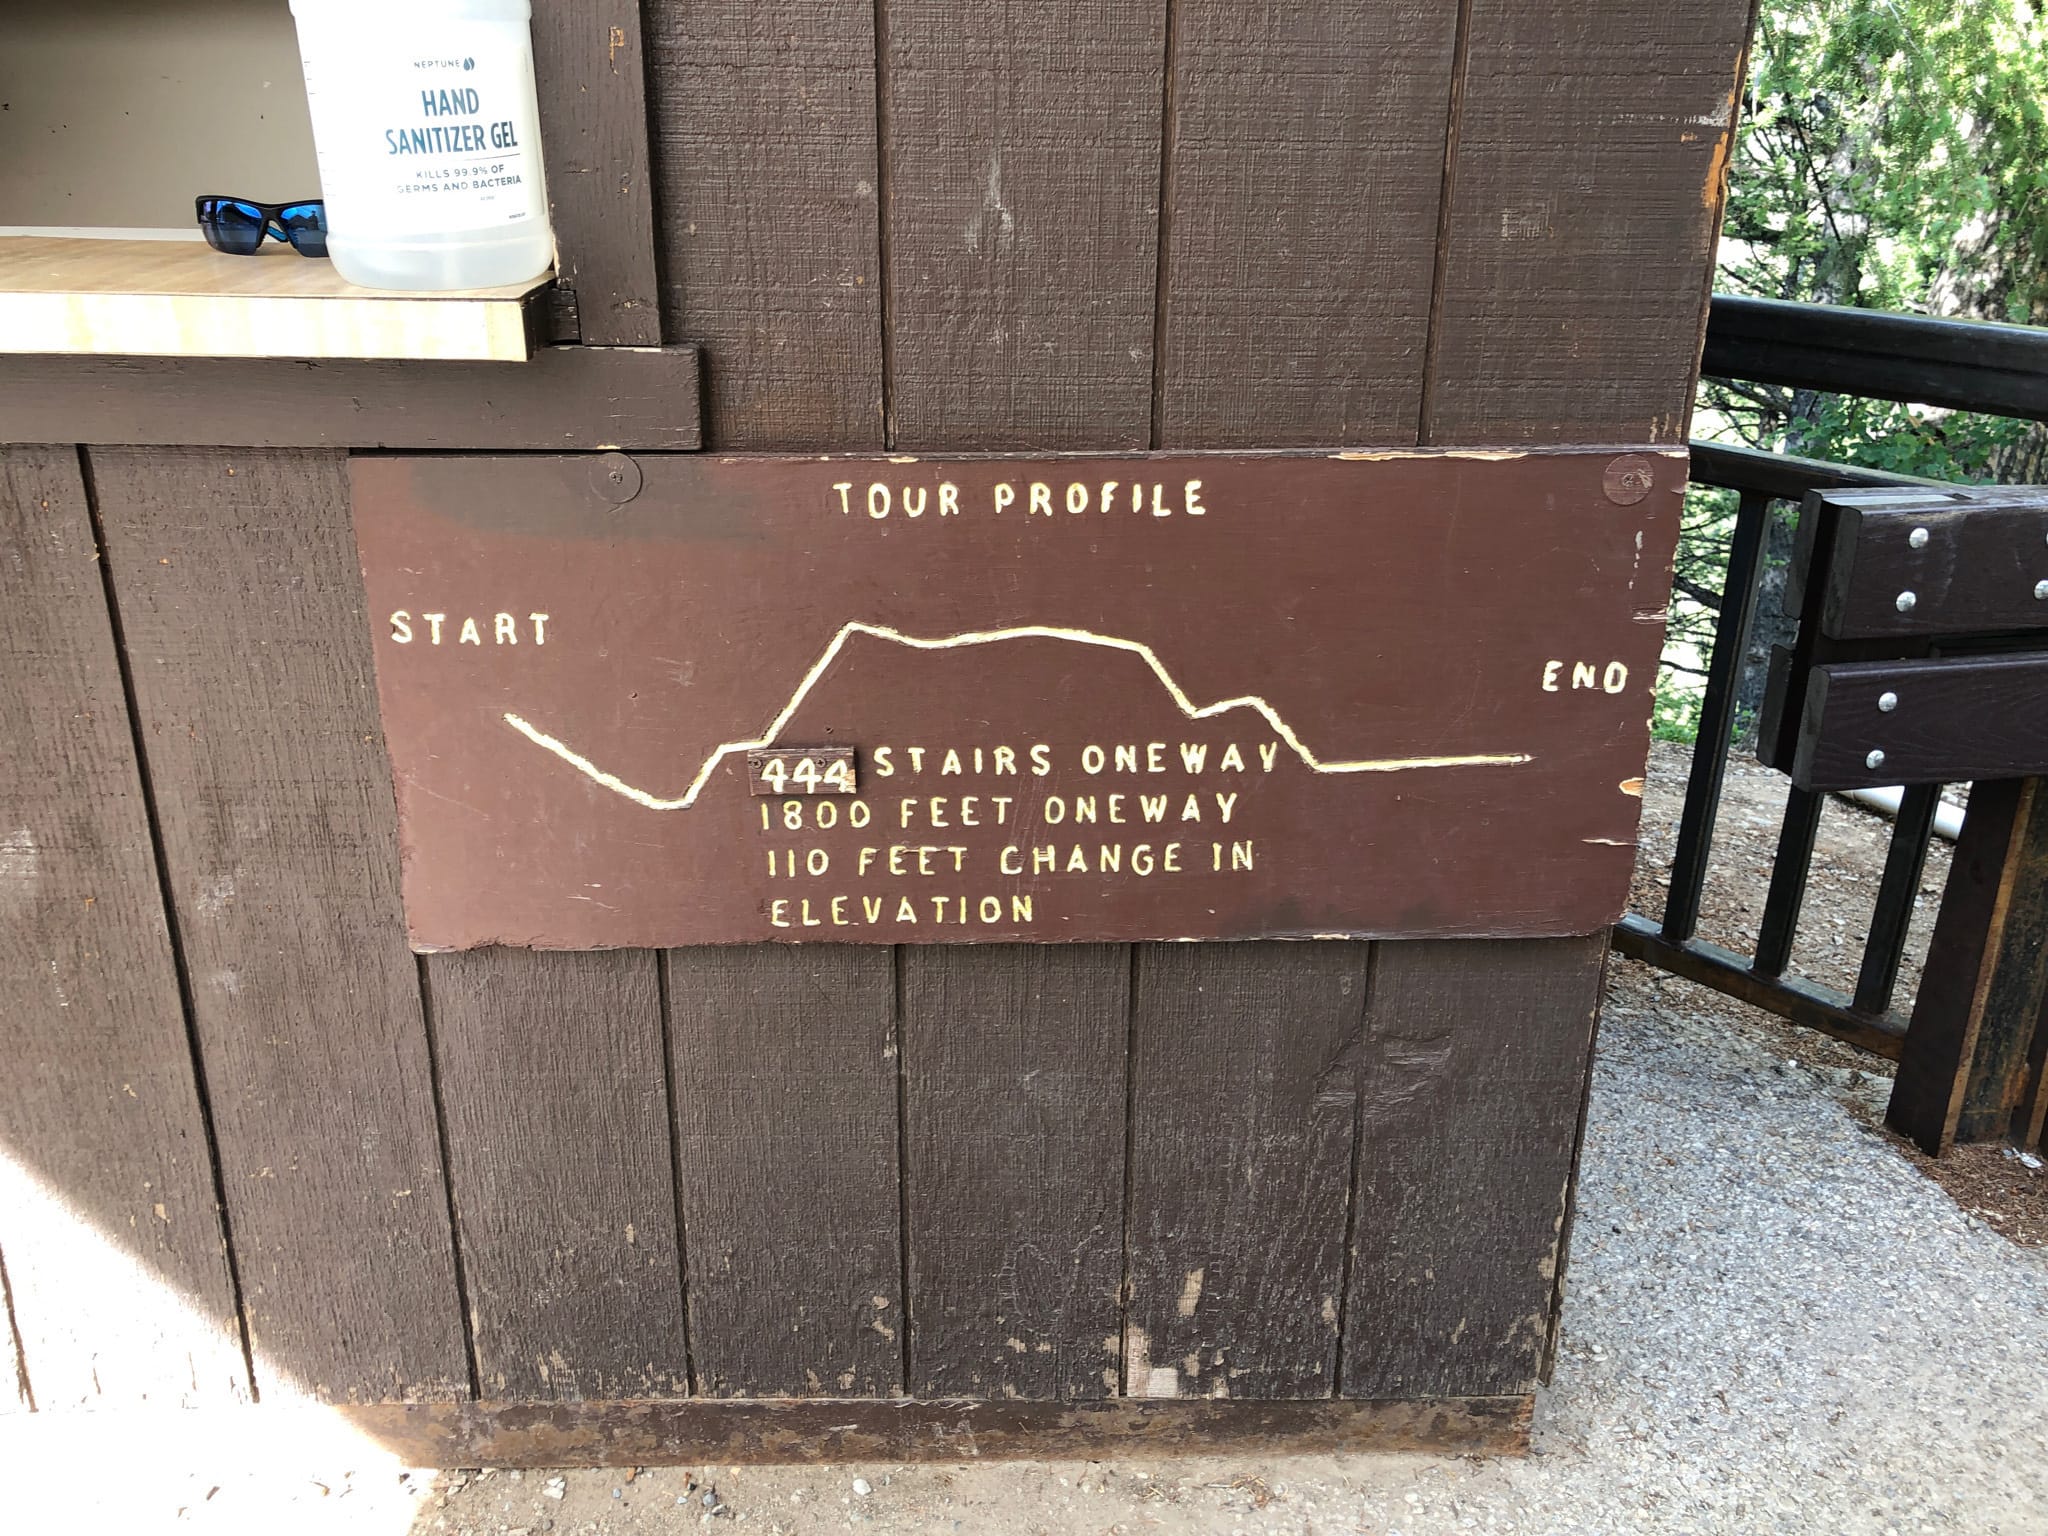 NEPTUNE
HAND
SANITIZER GEL
KILLS 99.9% OF
GERMS AND BACTERIA
TOUR PROFILE
START
END
444 STAIRS ONEWAY
1800 FEET ONEWAY
110 FEET CHANGE IN
ELEVATION